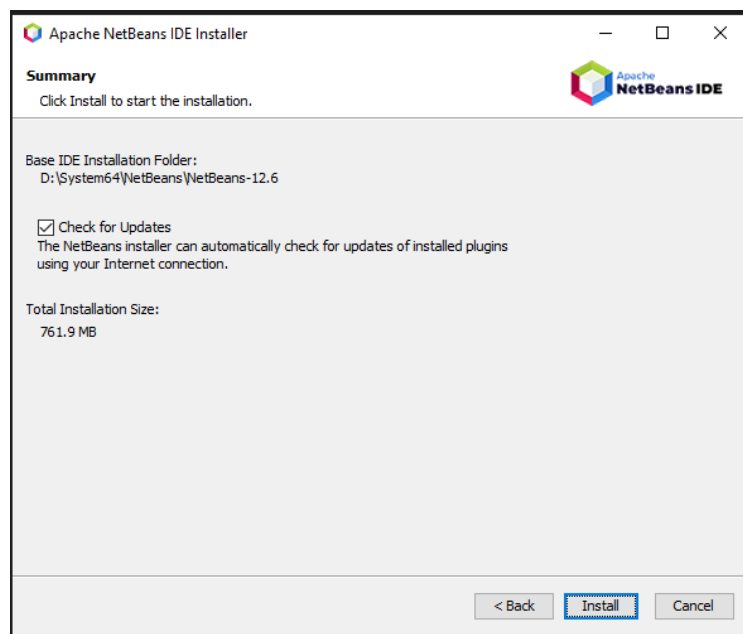 Apache NetBeans IDE Installer
Summary
Click Install to start the installation.
Apache
NetBeans IDE
Base IDE Installation Folder:
D:\System64\NetBeans\NetBeans-12.6
Check for Updates
The NetBeans installer can automatically check for updates of installed plugins
using your Internet connection.
Total Installation Size:
761.9 MB
< Back Install Cancel